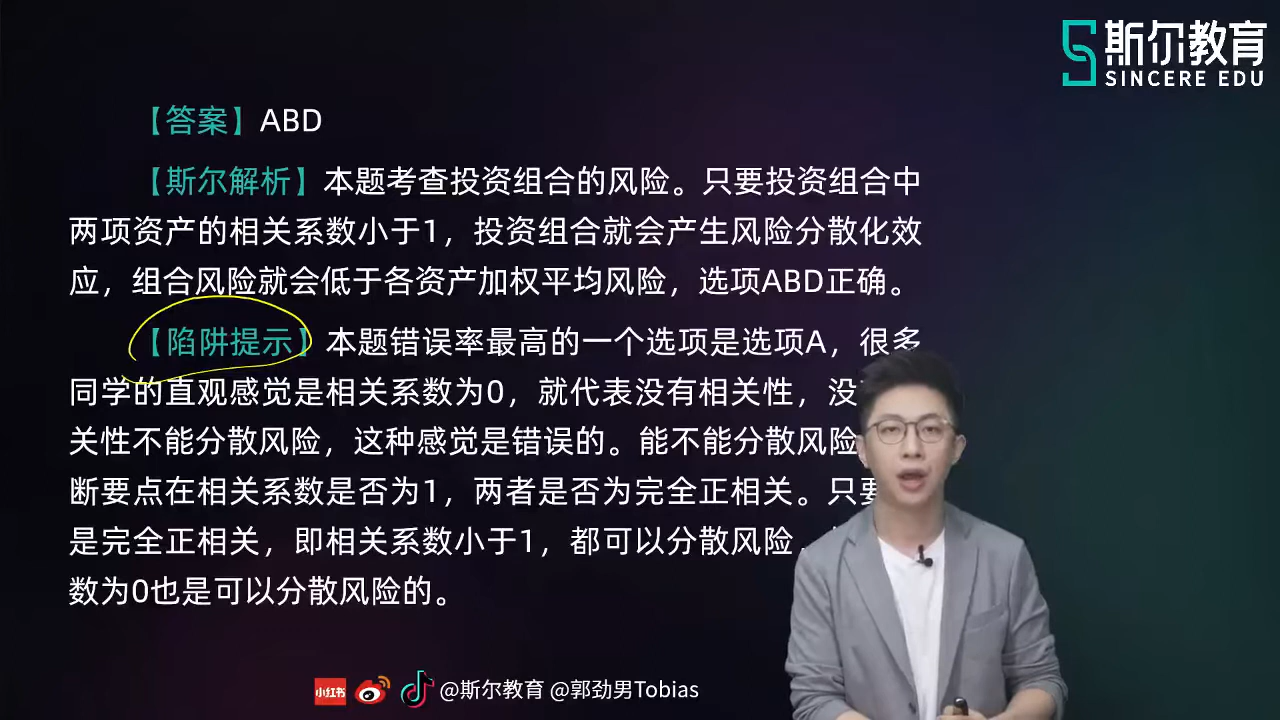 斯尔教育
SINCERE EDU
【答案】ABD
【斯尔解析】本题考查投资组合的风险。只要投资组合中
两项资产的相关系数小于1，投资组合就会产生风险分散化效
应，组合风险就会低于各资产加权平均风险，选项ABD正确。
【陷阱提示】本题错误率最高的一个选项是选项A，很多
同学的直观感觉是相关系数为0，就代表没有相关性，没
关性不能分散风险，这种感觉是错误的。能不能分散风险
断要点在相关系数是否为1，两者是否为完全正相关。只要
是完全正相关，即相关系数小于1，都可以分散风险，
数为0也是可以分散风险的。
小红书 @斯尔教育 @郭劲男Tobias